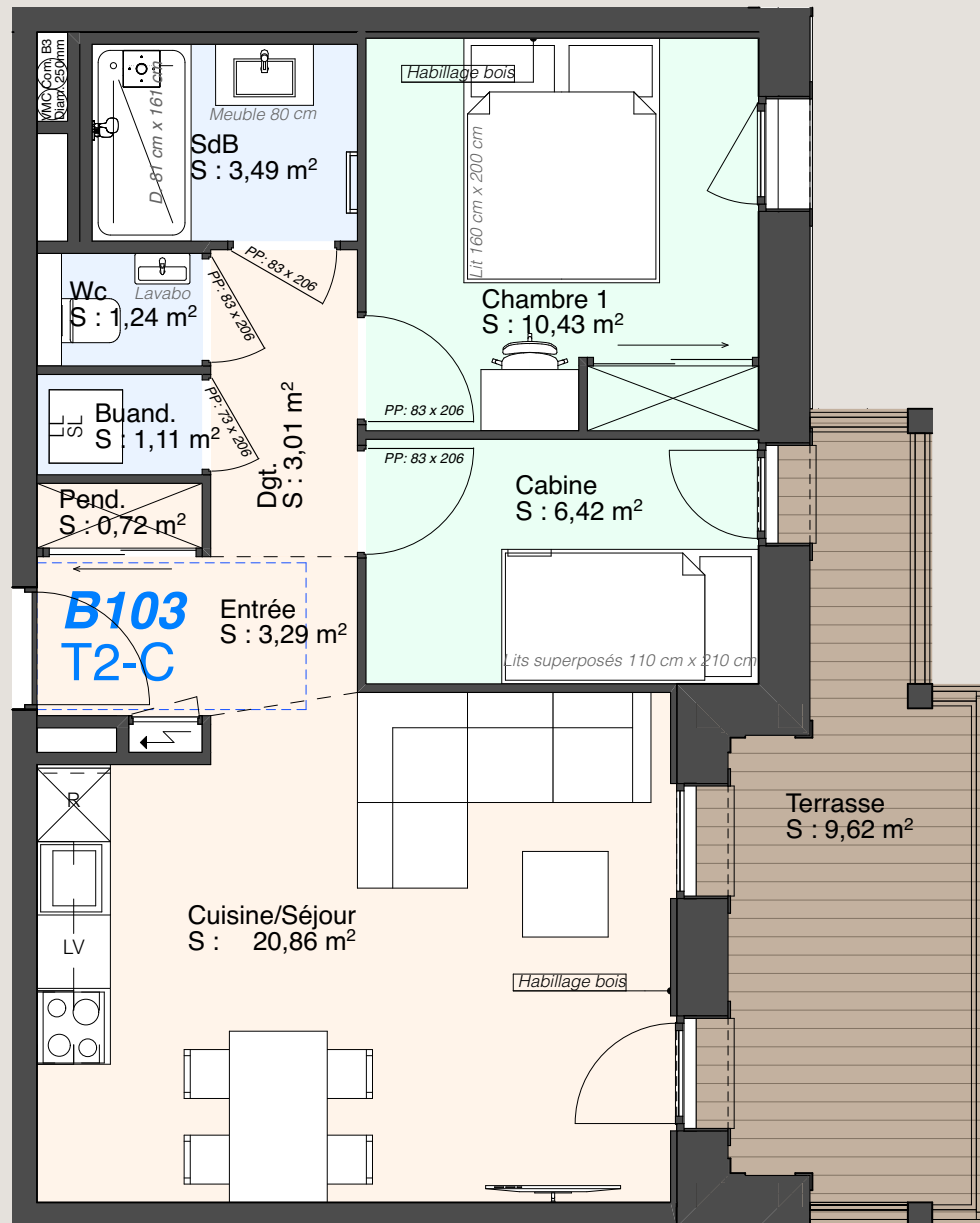 VMC Com. B3
Diam. 250mm
D. 81 cm x 161 cm
Meuble 80 cm
SdB
S : 3,49 m²
PP: 83 x 206
Habillage bois
Lit 160 cm x 200 cm
Chambre 1
S : 10,43 m²
PP: 83 x 206
Wc
S : 1,24 m²
Lavabo
PP: 83 x 206
LL
SL
Buand.
S : 1,11 m²
PP: 73 x 206
Dgt.
S : 3,01 m²
Pend.
S : 0,72 m²
PP: 83 x 206
Cabine
S : 6,42 m²
Lits superposés 110 cm x 210 cm
B103
T2-C
Entrée
S : 3,29 m²
Terrasse
S : 9,62 m²
R
LV
Cuisine/Séjour
S : 20,86 m²
Habillage bois